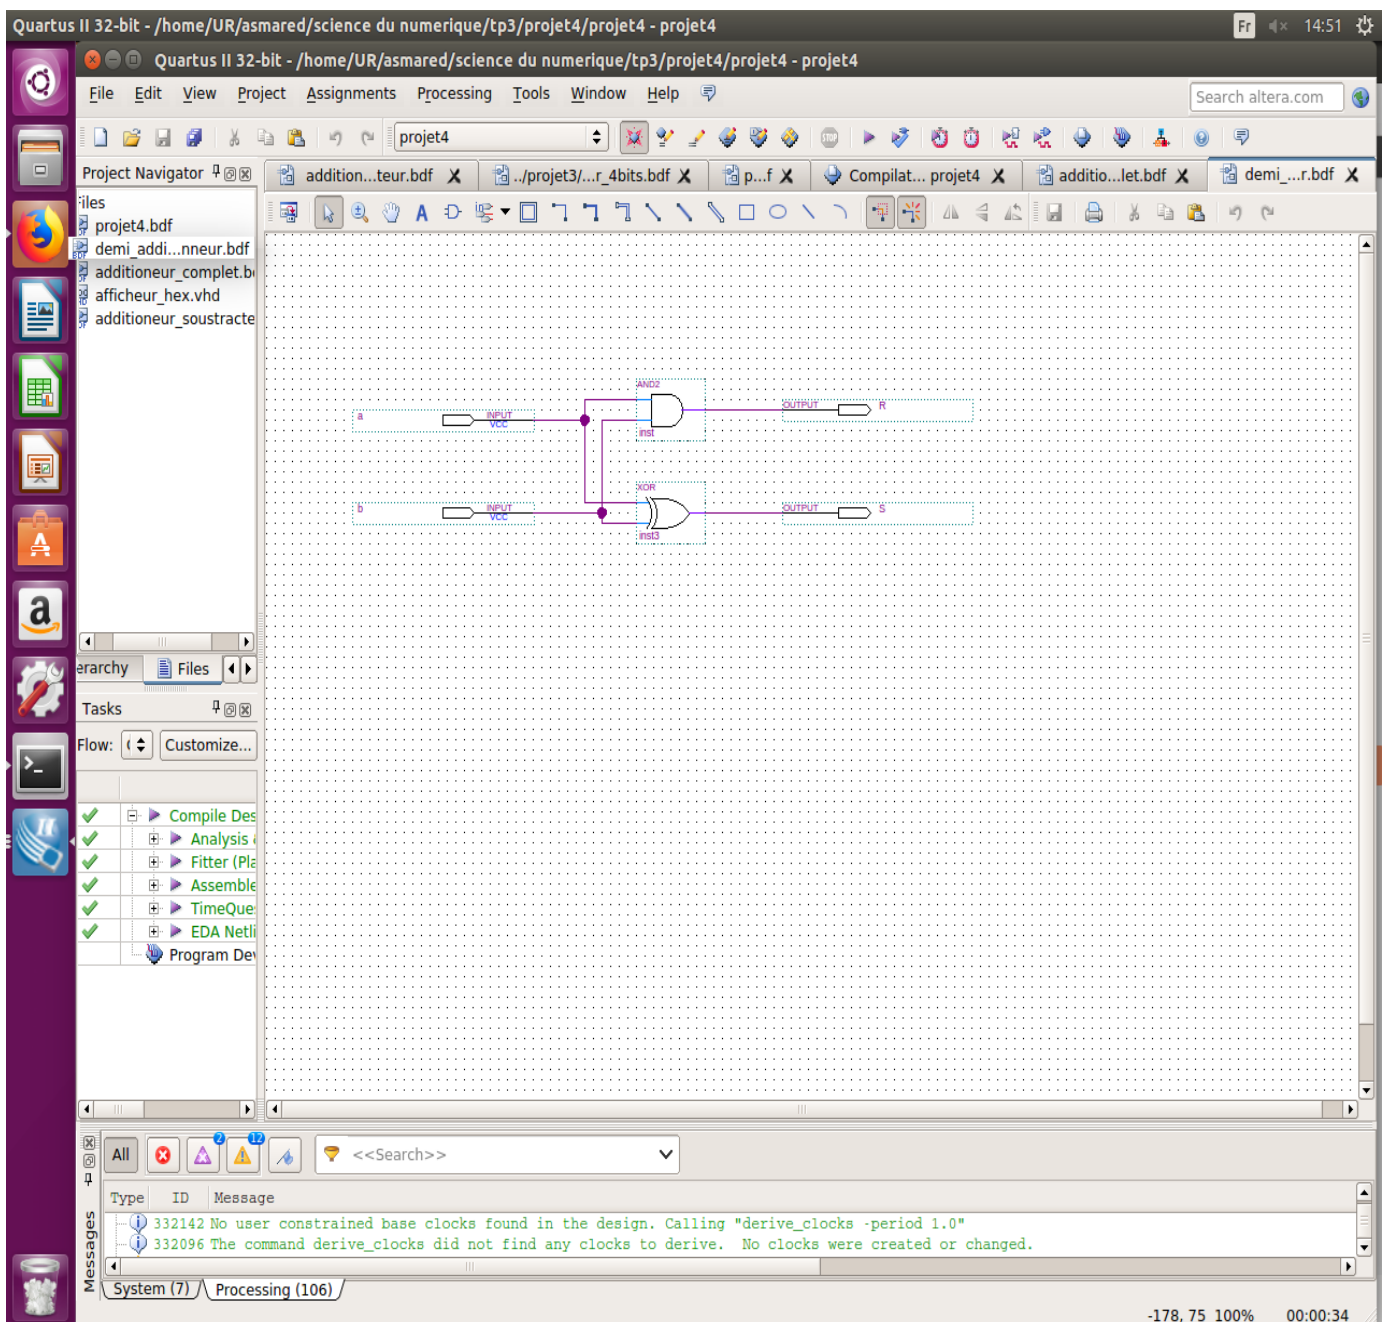 Quartus II 32-bit - /home/UR/asmared/science du numerique/tp3/projet4/projet4 - projet4
Fr
14:51
Quartus II 32-bit - /home/UR/asmared/science du numerique/tp3/projet4/projet4 - projet4
File Edit View Project Assignments Processing Tools Window Help
Search altera.com
projet4
Project Navigator
addition...teur.bdf
../projet3/...r_4bits.bdf
p...f
Compilat... projet4
additio...let.bdf
demi_...r.bdf
Files
projet4.bdf
demi_addi...nneur.bdf
additioneur_complet.b
afficheur_hex.vhd
additioneur_soustracte
AND2
a
INPUT
VCC
OUTPUT
R
inst
XOR
b
INPUT
VCC
OUTPUT
S
inst3
erarchy
Files
Tasks
Flow:
Customize...
Compile Des
Analysis
Fitter (Pla
Assemble
TimeQue
EDA Netli
Program De
All
2
12
<<Search>>
Type ID Message
332142 No user constrained base clocks found in the design. Calling "derive_clocks -period 1.0"
332096 The command derive_clocks did not find any clocks to derive.  No clocks were created or changed.
Messages
System (7)
Processing (106)
-178, 75 100% 00:00:34